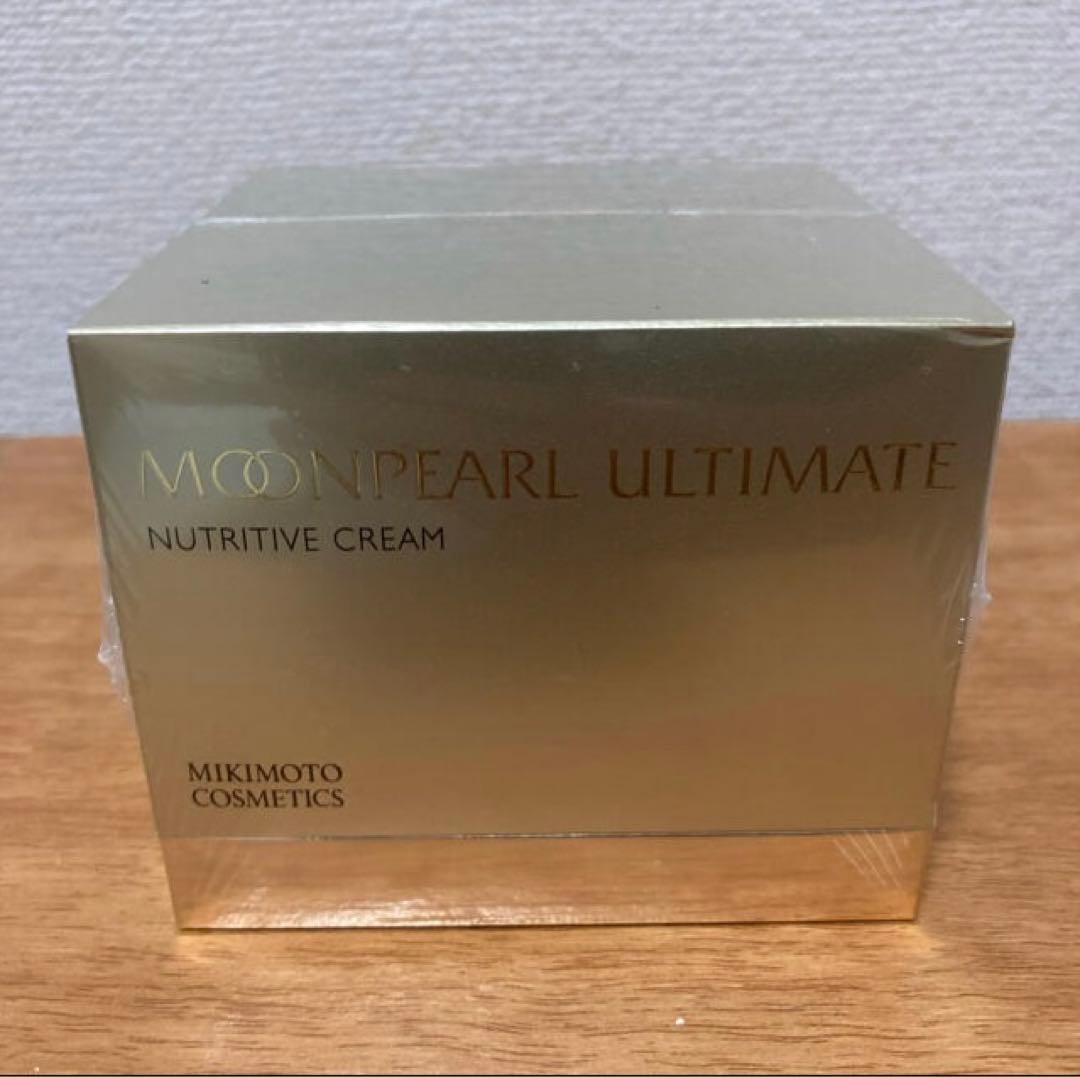 MOONPEARL ULTIMATE
NUTRITIVE CREAM
MIKIMOTO
COSMETICS